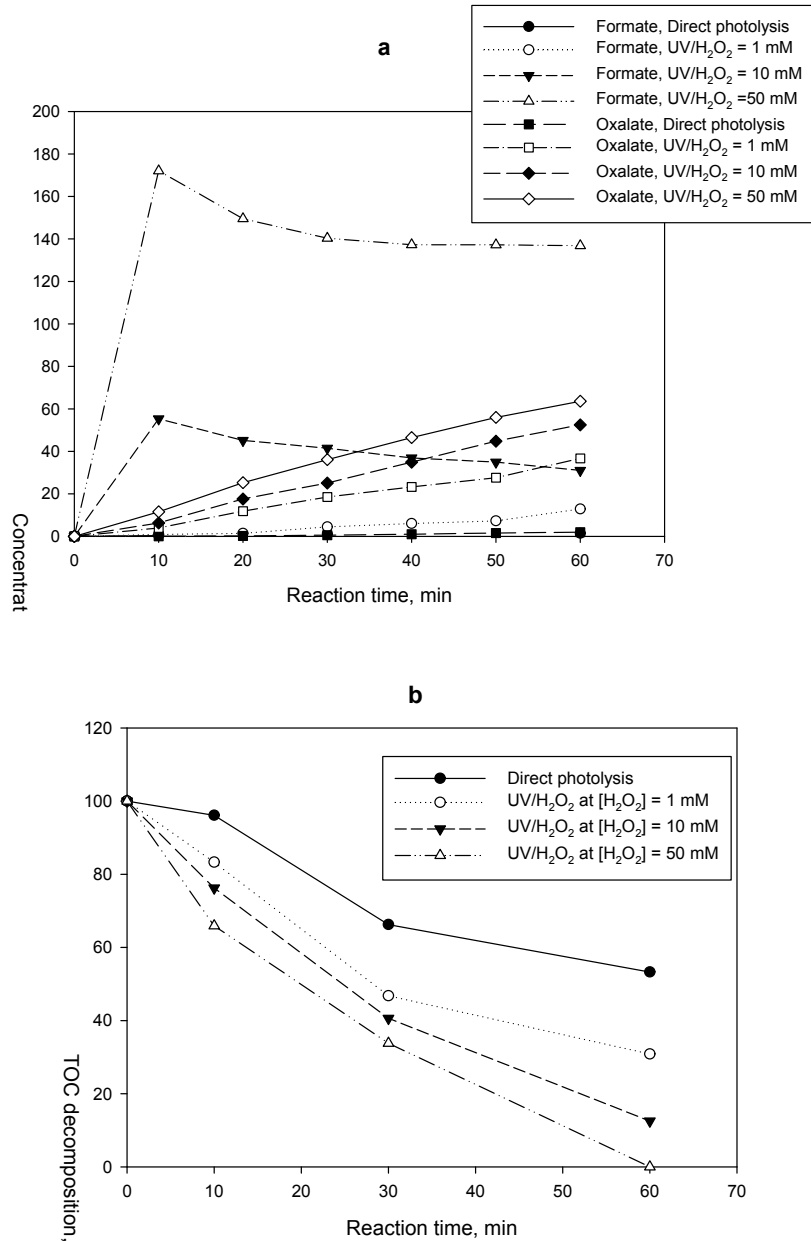 a
Formate, Direct photolysis
Formate, UV/H₂O₂ = 1 mM
Formate, UV/H₂O₂ = 10 mM
Formate, UV/H₂O₂ =50 mM
Oxalate, Direct photolysis
Oxalate, UV/H₂O₂ = 1 mM
Oxalate, UV/H₂O₂ = 10 mM
Oxalate, UV/H₂O₂ = 50 mM
200
180
160
140
120
100
80
60
40
20
0
0 10 20 30 40 50 60 70
Reaction time, min
Concentrat
b
Direct photolysis
UV/H₂O₂ at [H₂O₂] = 1 mM
UV/H₂O₂ at [H₂O₂] = 10 mM
UV/H₂O₂ at [H₂O₂] = 50 mM
120
100
80
60
40
20
0
0 10 20 30 40 50 60 70
Reaction time, min
TOC decomposition,